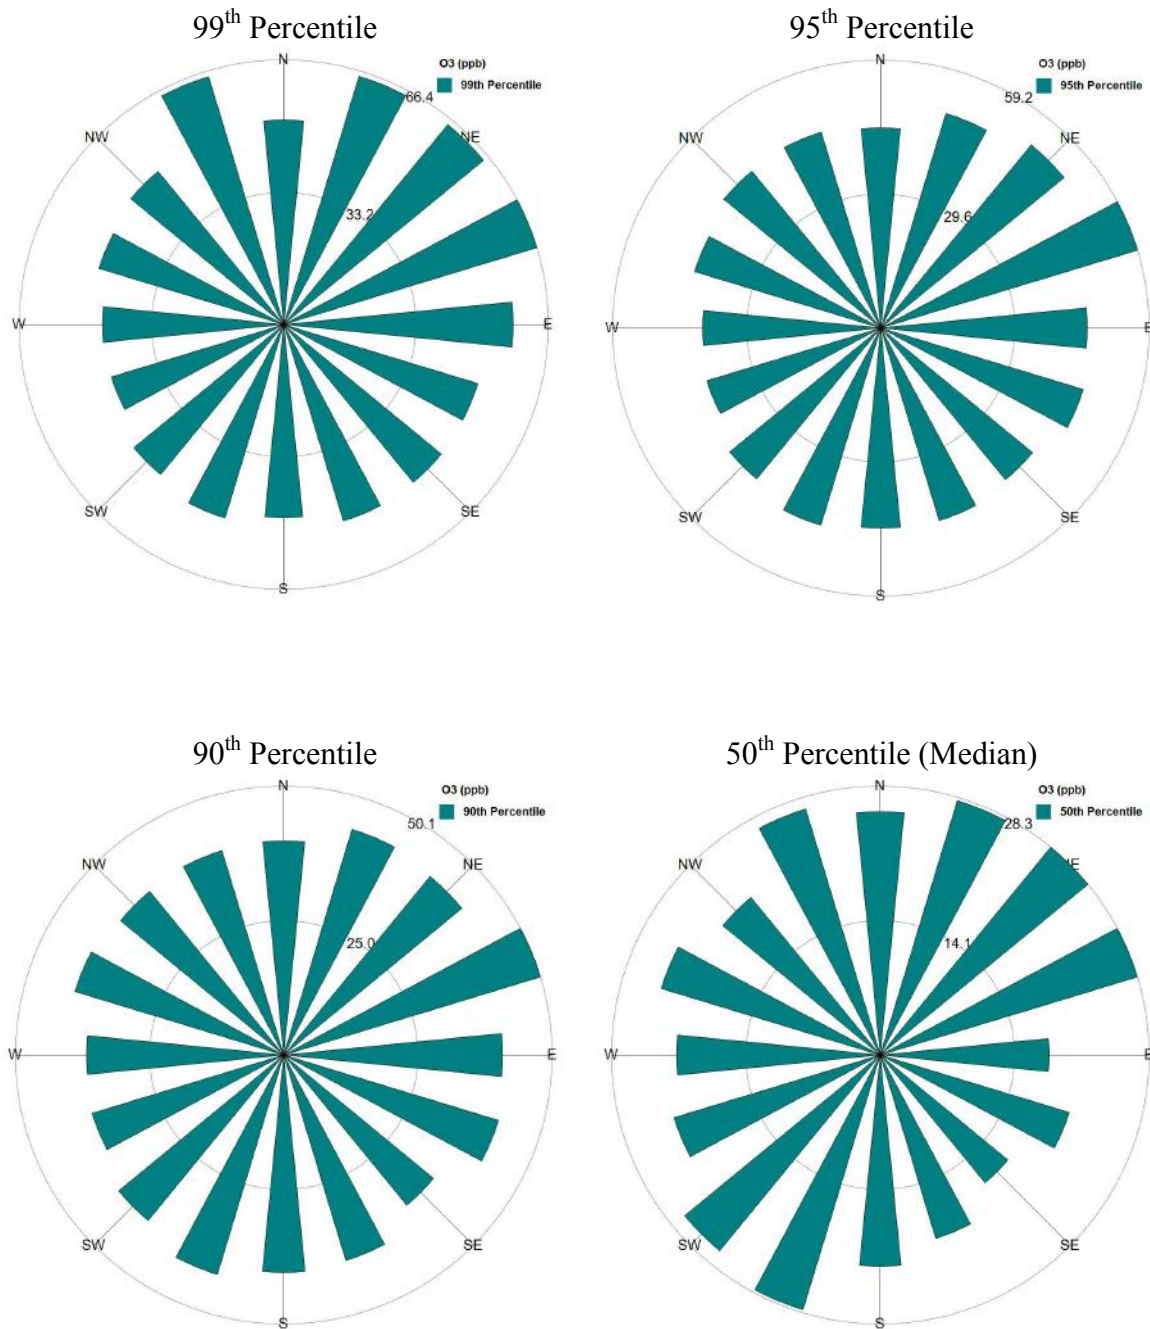 99th Percentile
N
O3 (ppb)
99th Percentile
66.4
NW
NE
33.2
W
E
SW
SE
S
95th Percentile
N
O3 (ppb)
95th Percentile
59.2
NW
NE
29.6
W
E
SW
SE
S
90th Percentile
N
O3 (ppb)
90th Percentile
50.1
NW
NE
25.0
W
E
SW
SE
S
50th Percentile (Median)
N
O3 (ppb)
50th Percentile
28.3
NW
NE
14.1
W
E
SW
SE
S